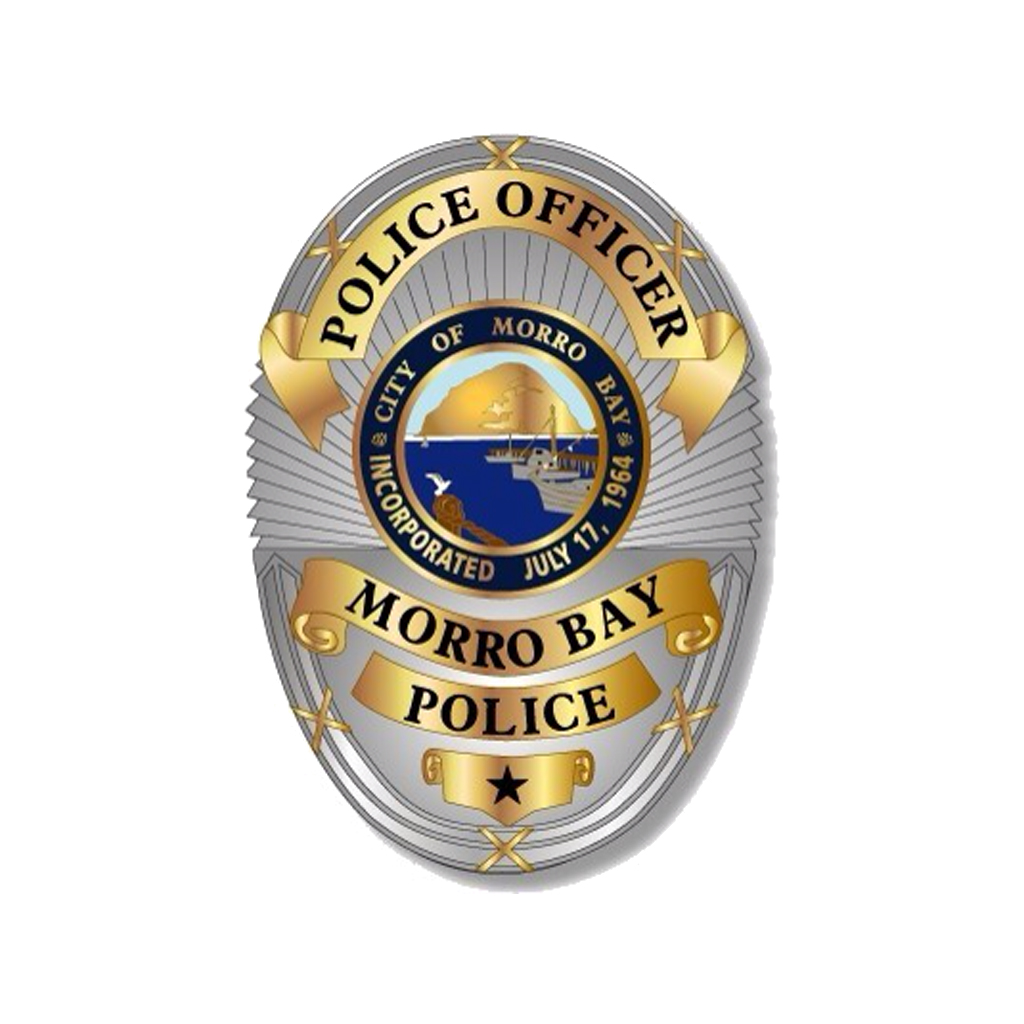 POLICE OFFICER
CITY OF MORRO BAY
INCORPORATED JULY 17, 1964
MORRO BAY
POLICE